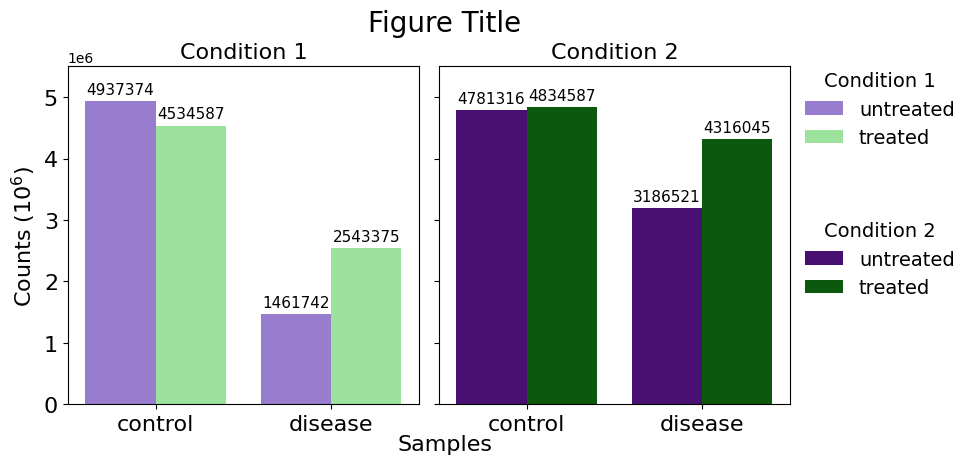 Figure Title
Condition 1
Condition 2
1e6
5
4
3
2
1
0
Counts (10⁶)
4937374
4534587
1461742
2543375
4781316
4834587
3186521
4316045
control
disease
control
disease
Samples
Condition 1
untreated
treated
Condition 2
untreated
treated